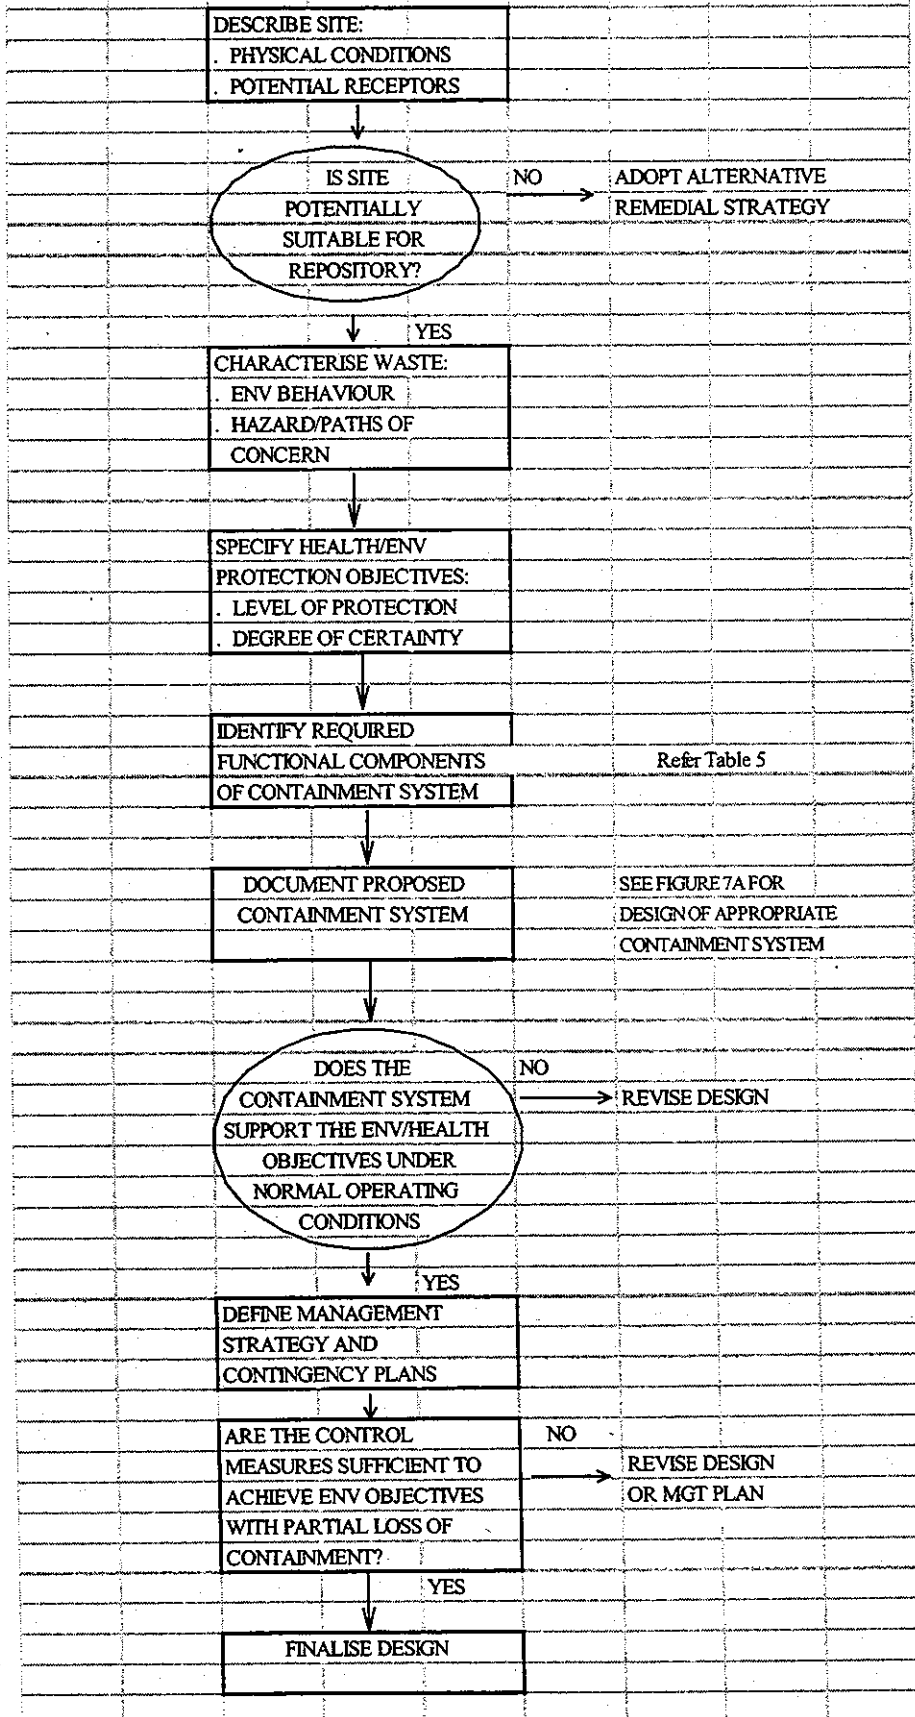 DESCRIBE SITE:
. PHYSICAL CONDITIONS
. POTENTIAL RECEPTORS
IS SITE
POTENTIALLY
SUITABLE FOR
REPOSITORY?
NO
ADOPT ALTERNATIVE
REMEDIAL STRATEGY
YES
CHARACTERISE WASTE:
. ENV BEHAVIOUR
. HAZARD/PATHS OF
CONCERN
SPECIFY HEALTH/ENV
PROTECTION OBJECTIVES:
. LEVEL OF PROTECTION
. DEGREE OF CERTAINTY
IDENTIFY REQUIRED
FUNCTIONAL COMPONENTS
OF CONTAINMENT SYSTEM
Refer Table 5
DOCUMENT PROPOSED
CONTAINMENT SYSTEM
SEE FIGURE 7A FOR
DESIGN OF APPROPRIATE
CONTAINMENT SYSTEM
DOES THE
CONTAINMENT SYSTEM
SUPPORT THE ENV/HEALTH
OBJECTIVES UNDER
NORMAL OPERATING
CONDITIONS
NO
REVISE DESIGN
YES
DEFINE MANAGEMENT
STRATEGY AND
CONTINGENCY PLANS
ARE THE CONTROL
MEASURES SUFFICIENT TO
ACHIEVE ENV OBJECTIVES
WITH PARTIAL LOSS OF
CONTAINMENT?
NO
REVISE DESIGN
OR MGT PLAN
YES
FINALISE DESIGN